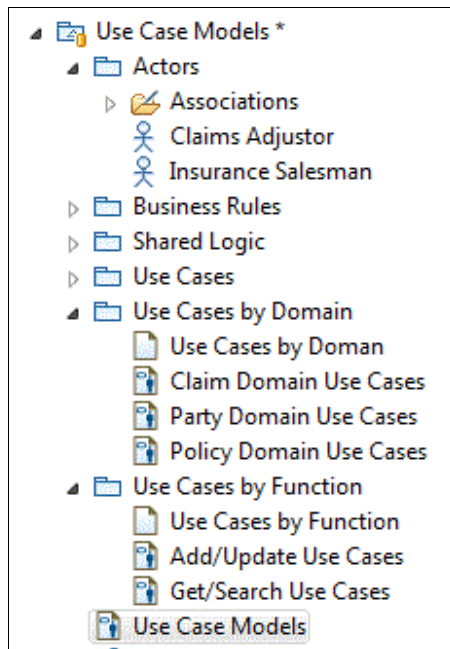 Use Case Models *
Actors
Associations
Claims Adjustor
Insurance Salesman
Business Rules
Shared Logic
Use Cases
Use Cases by Domain
Use Cases by Doman
Claim Domain Use Cases
Party Domain Use Cases
Policy Domain Use Cases
Use Cases by Function
Use Cases by Function
Add/Update Use Cases
Get/Search Use Cases
Use Case Models